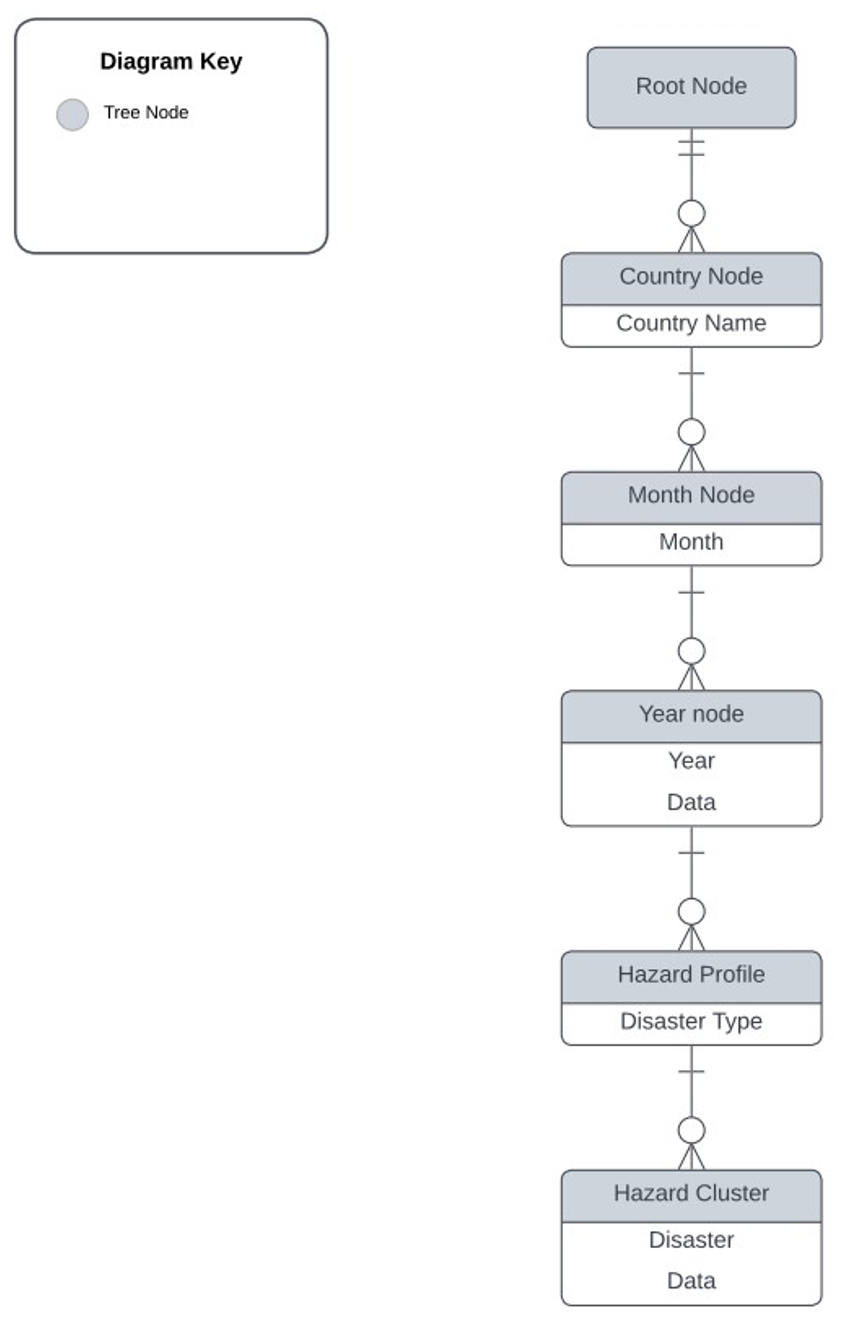 Diagram Key
Tree Node
Root Node
Country Node
Country Name
Month Node
Month
Year node
Year
Data
Hazard Profile
Disaster Type
Hazard Cluster
Disaster
Data